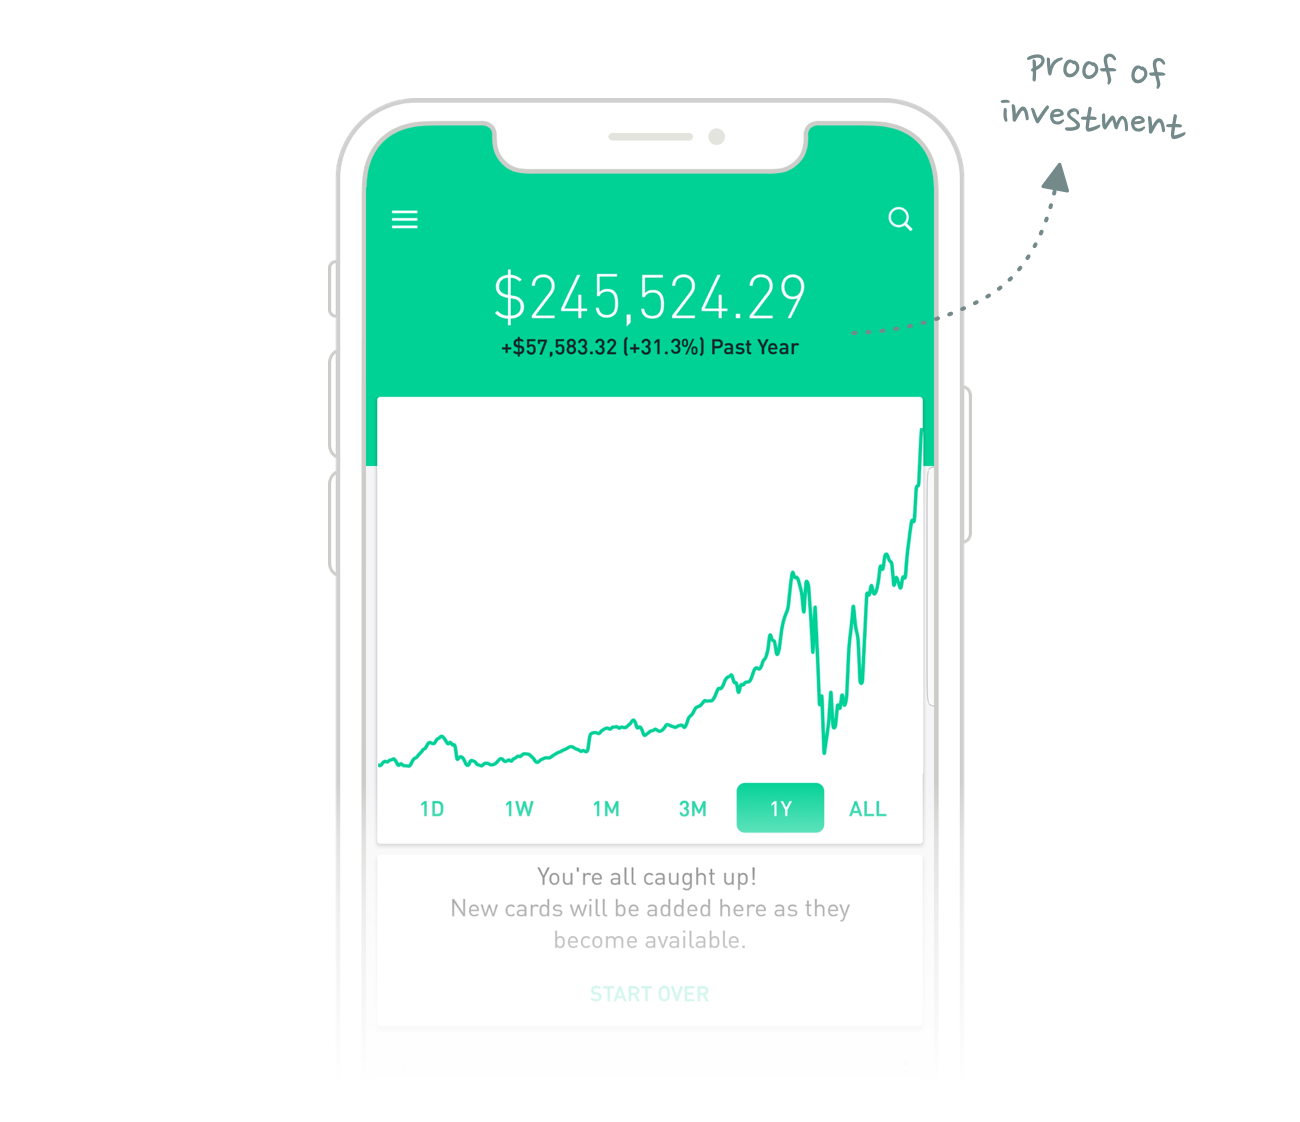 Proof of
investment
$245,524.29
+$57,583.32 (+31.3%) Past Year
1D 1W 1M 3M 1Y ALL
You're all caught up!
New cards will be added here as they
become available.
START OVER